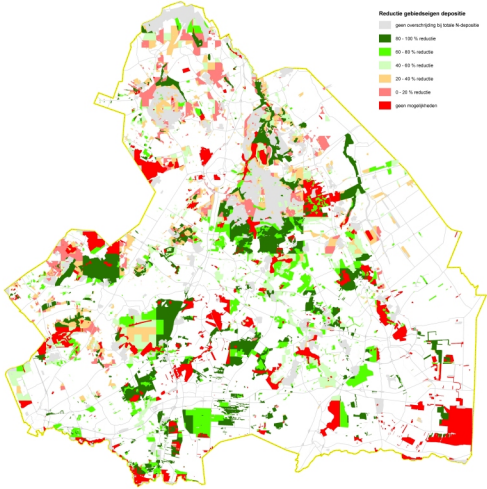 Reductie gebiedseigen depositie
geen overschrijding bij totale N-depositie
80 - 100 % reductie
60 - 80 % reductie
40 - 60 % reductie
20 - 40 % reductie
0 - 20 % reductie
geen mogelijkheden